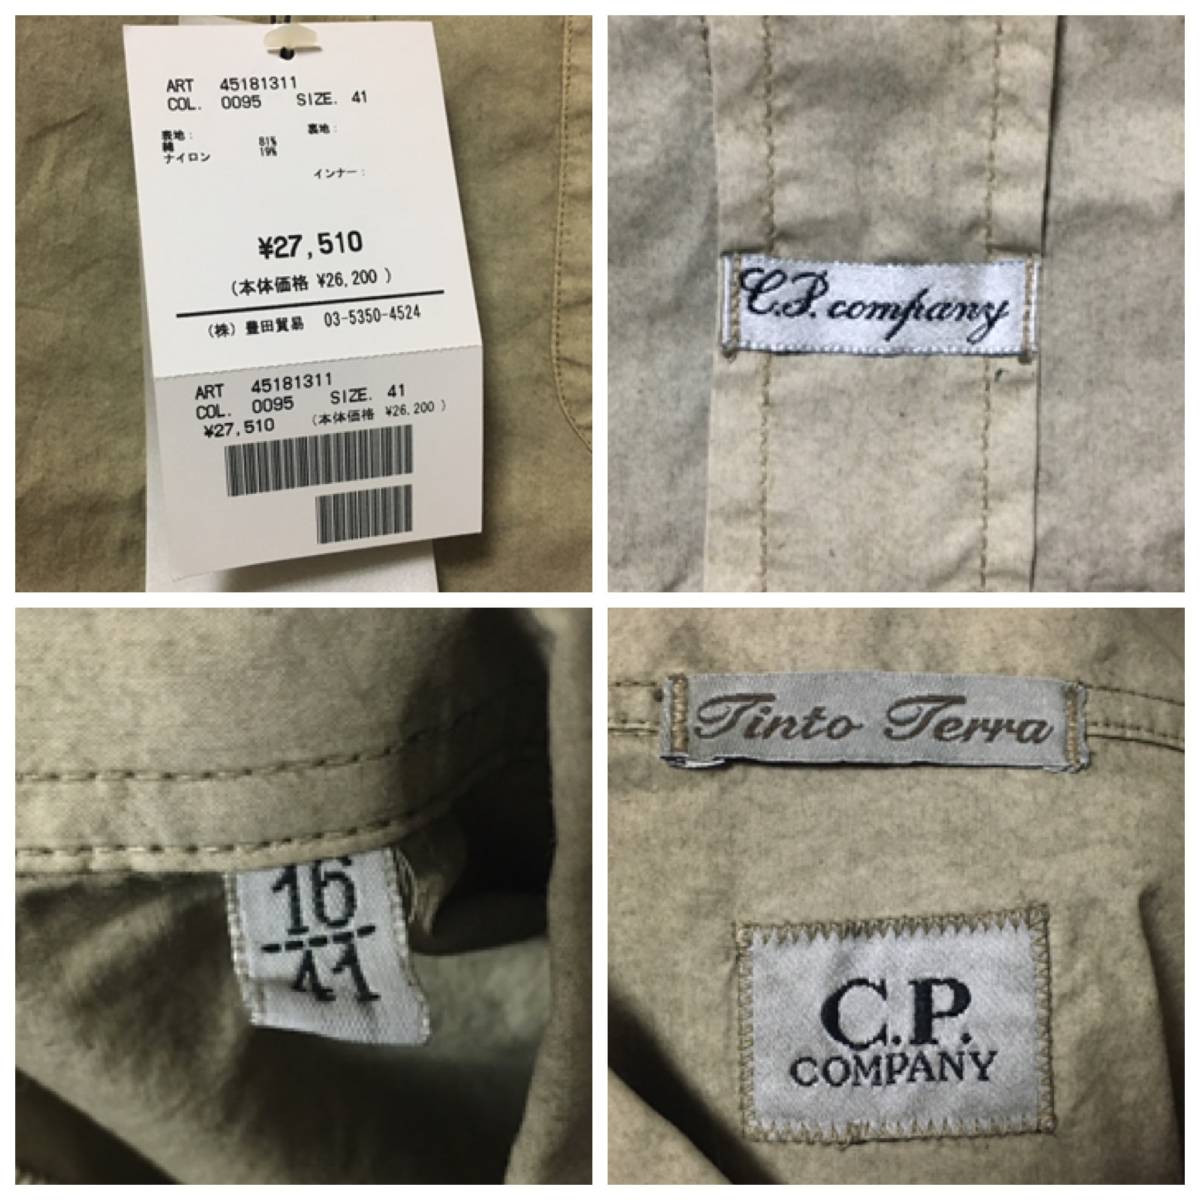 ART 45181311
COL. 0095 SIZE. 41
表地: 裏地:
綿 81%
ナイロン 19%
インナー:
¥27,510
(本体価格 ¥26,200 )
(株) 豊田貿易 03-5350-4524
ART 45181311
COL. 0095 SIZE. 41
¥27,510 (本体価格 ¥26,200 )
C.P. company
16
41
Tinto Terra
C.P.
COMPANY